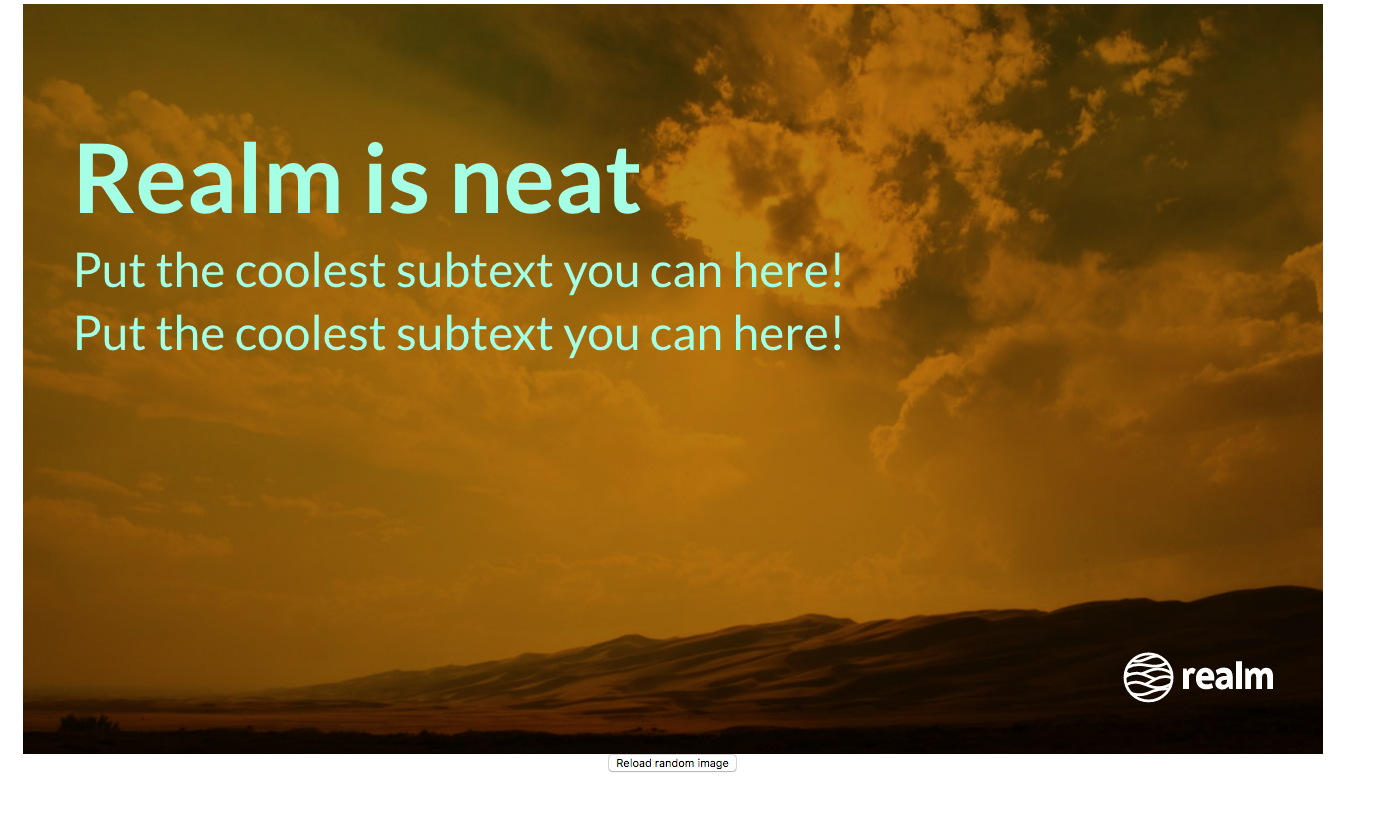 Realm is neat
Put the coolest subtext you can here!
Put the coolest subtext you can here!
realm
Reload random image